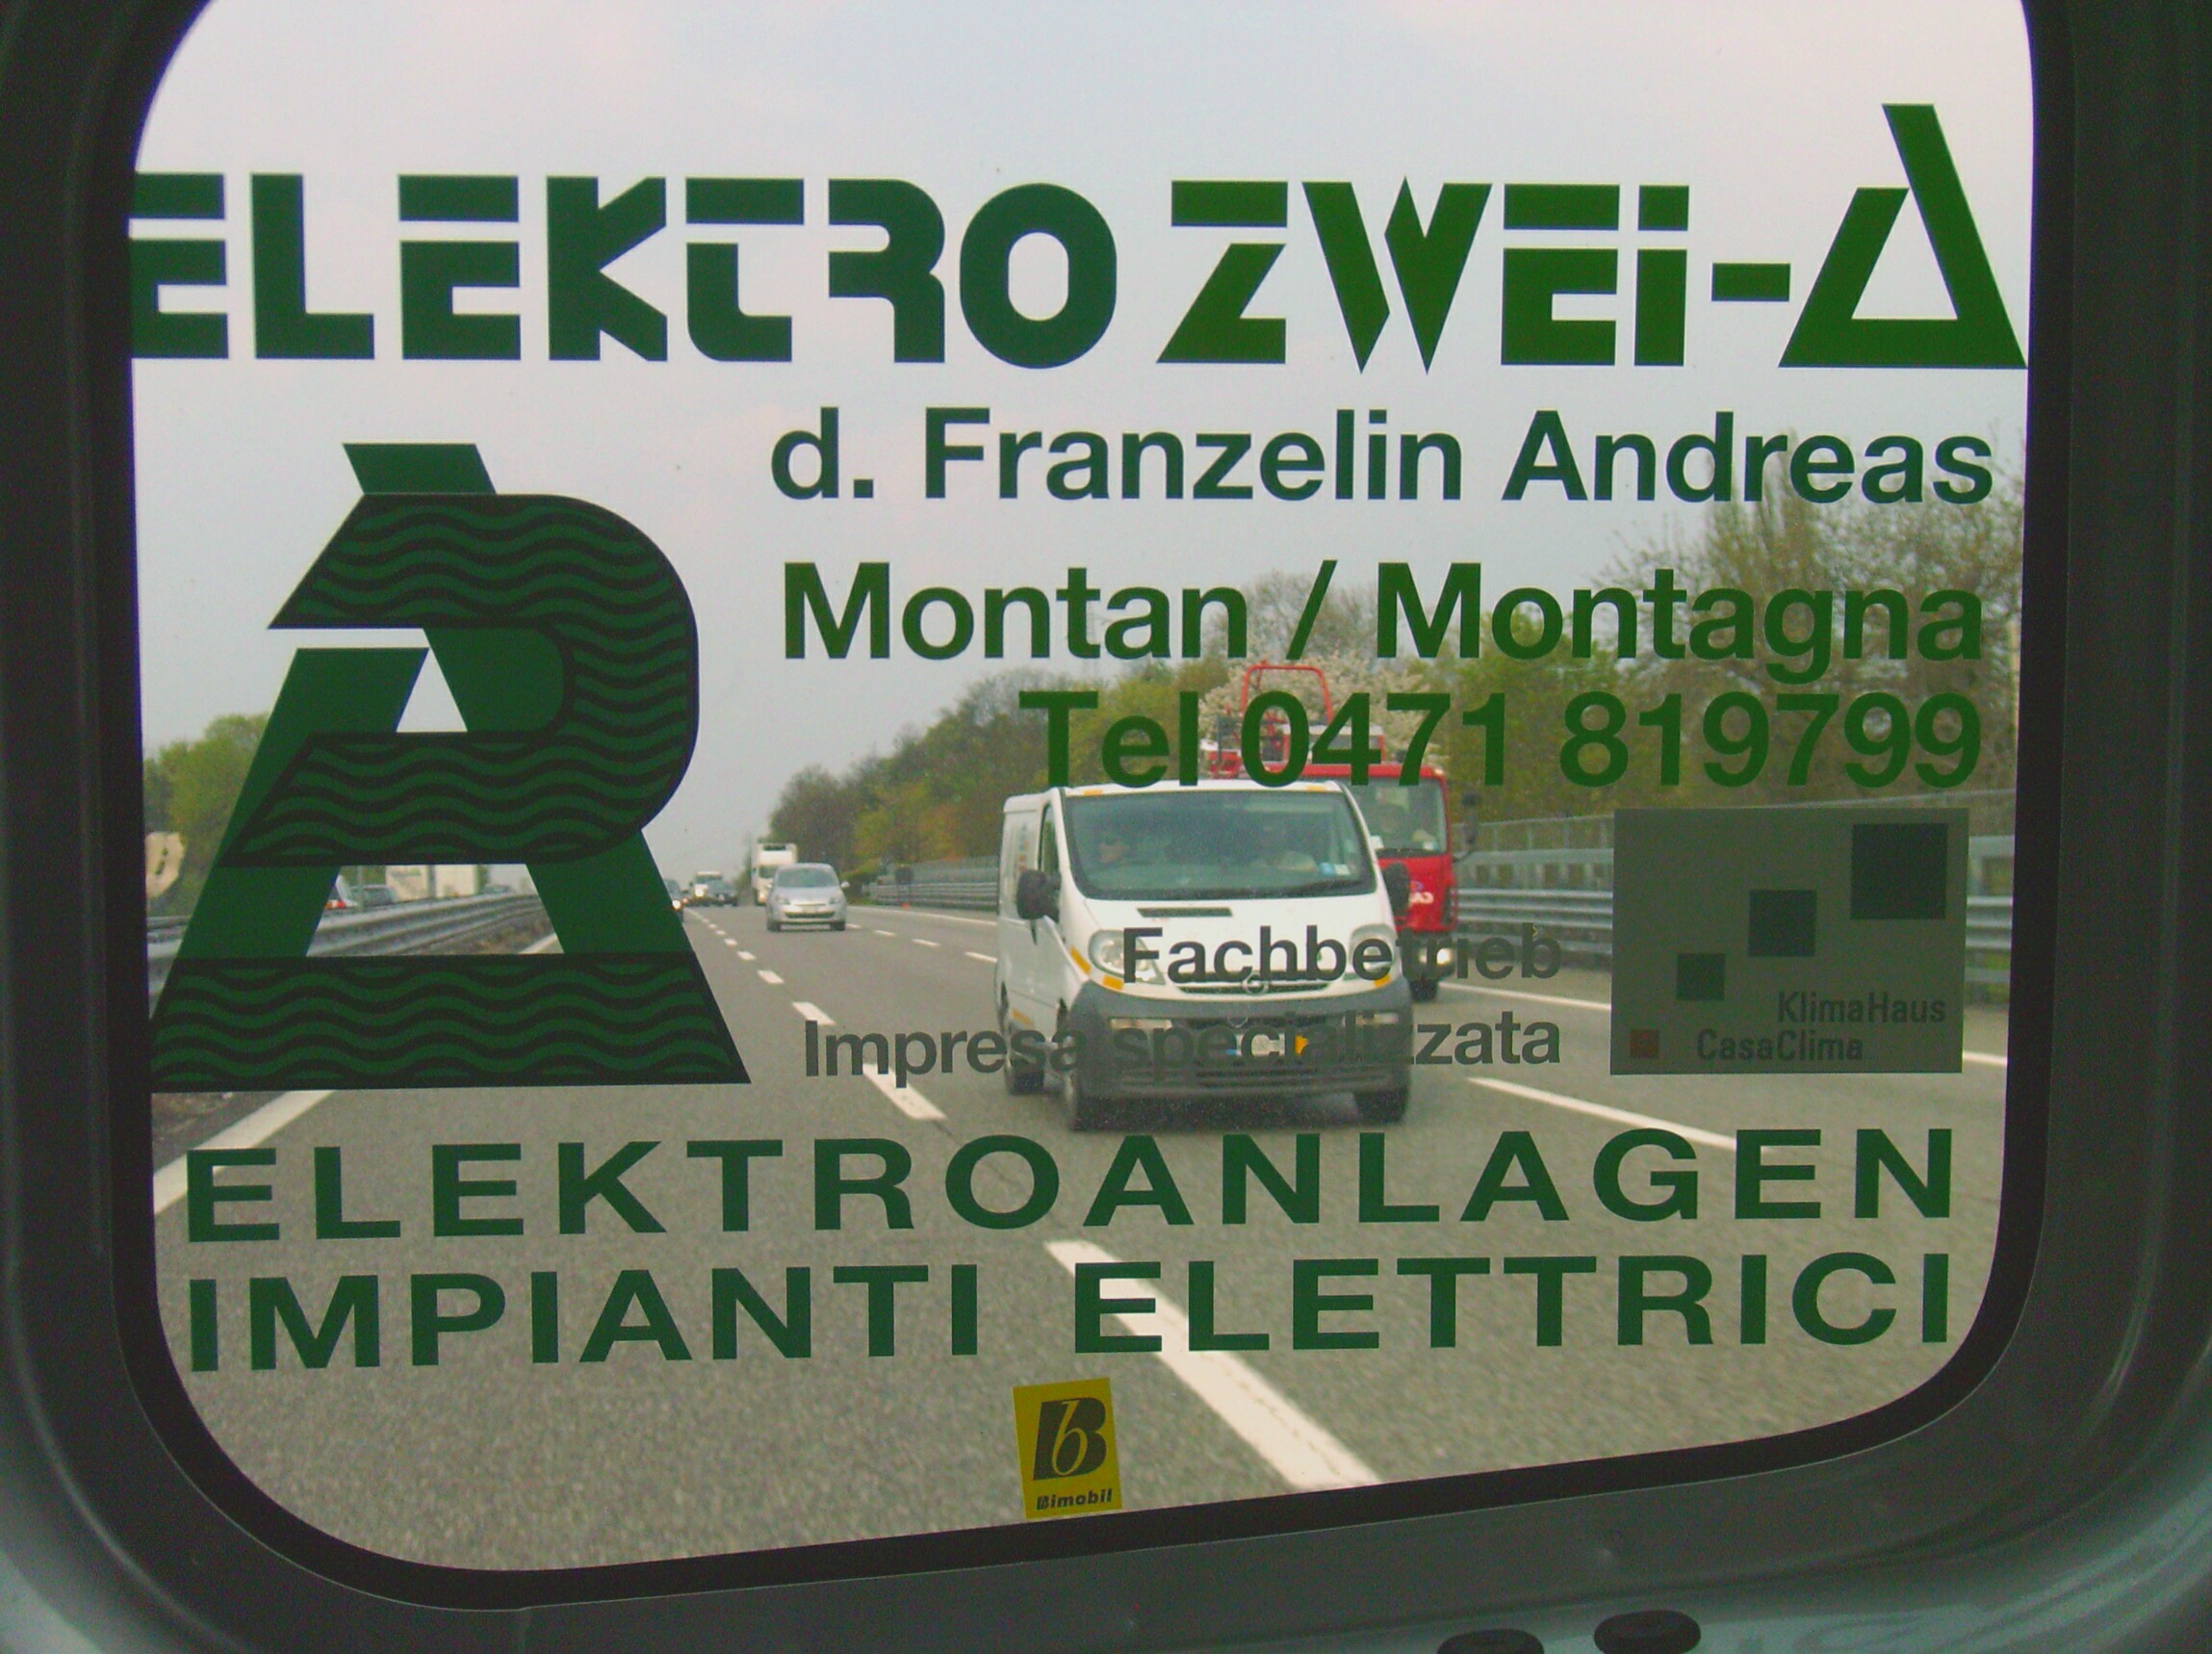 ELEKTRO ZWEi-A
d. Franzelin Andreas
Montan / Montagna
Tel 0471 819799
Fachbetrieb
Impresa specializzata
KlimaHaus
CasaClima
ELEKTROANLAGEN
IMPIANTI ELETTRICI
b
Bimobil